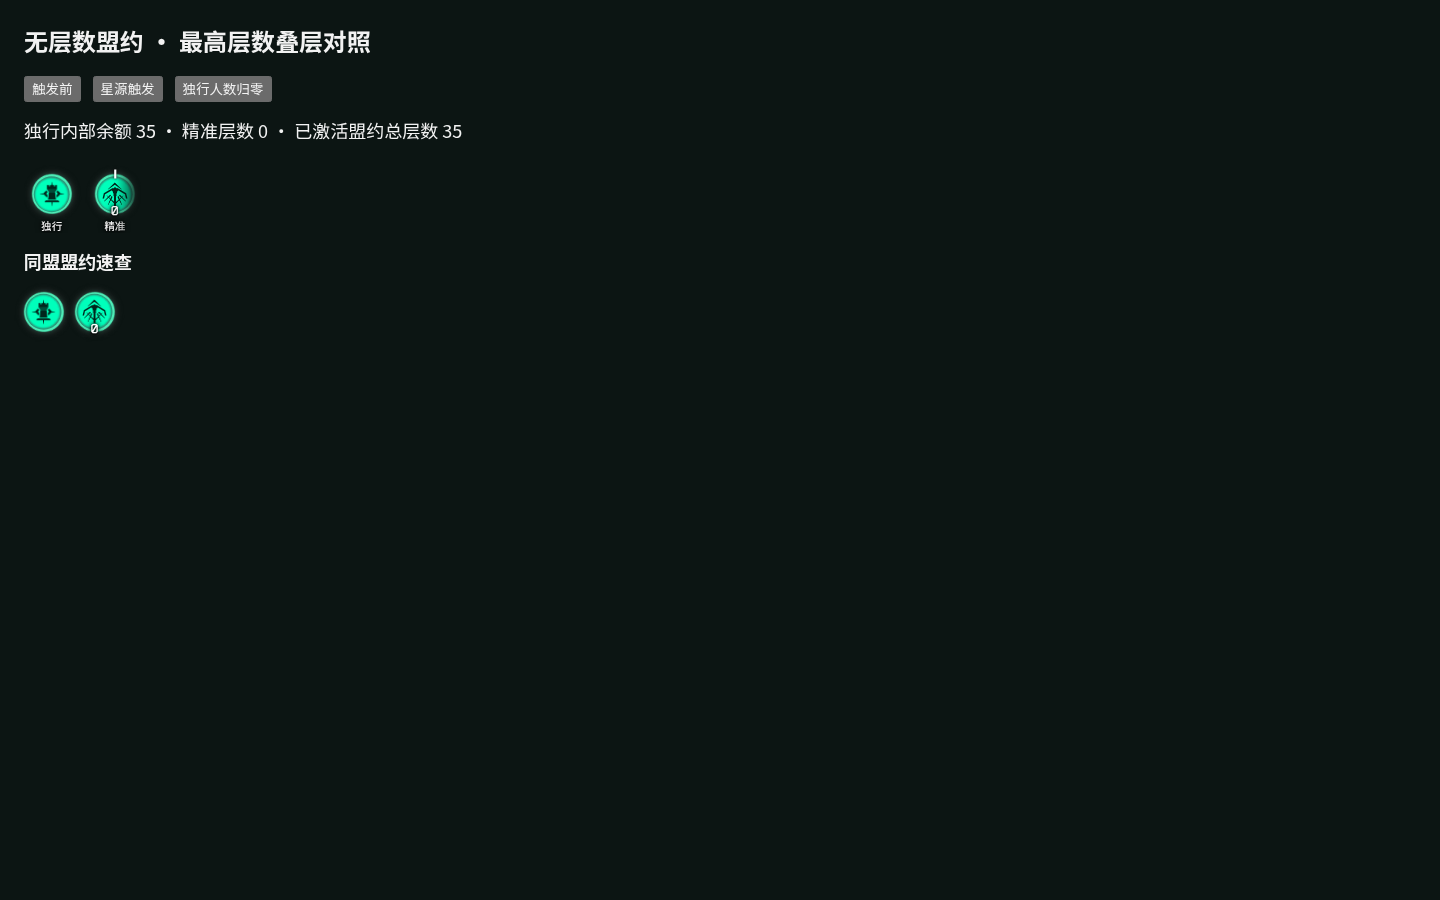 无层数盟约 · 最高层数叠层对照
触发前 星源触发 独行人数归零
独行内部余额 35 · 精准层数 0 · 已激活盟约总层数 35
0
独行 精准
同盟盟约速查
0